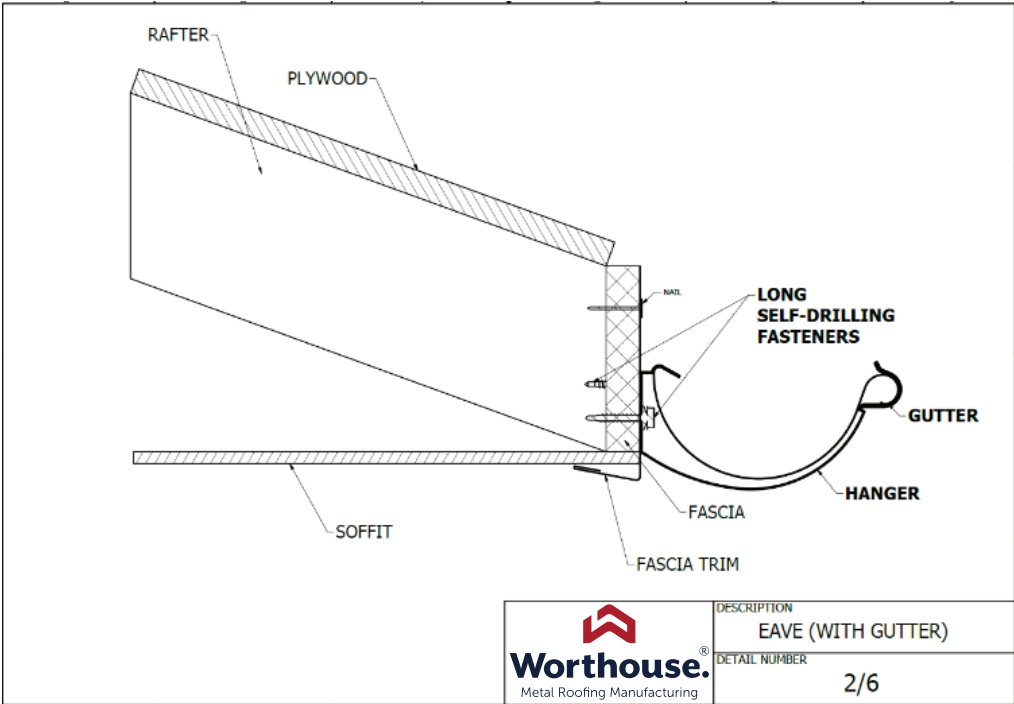 RAFTER
PLYWOOD
NAIL
LONG
SELF-DRILLING
FASTENERS
GUTTER
HANGER
FASCIA
SOFFIT
FASCIA TRIM
Worthouse.®
Metal Roofing Manufacturing
DESCRIPTION
EAVE (WITH GUTTER)
DETAIL NUMBER
2/6